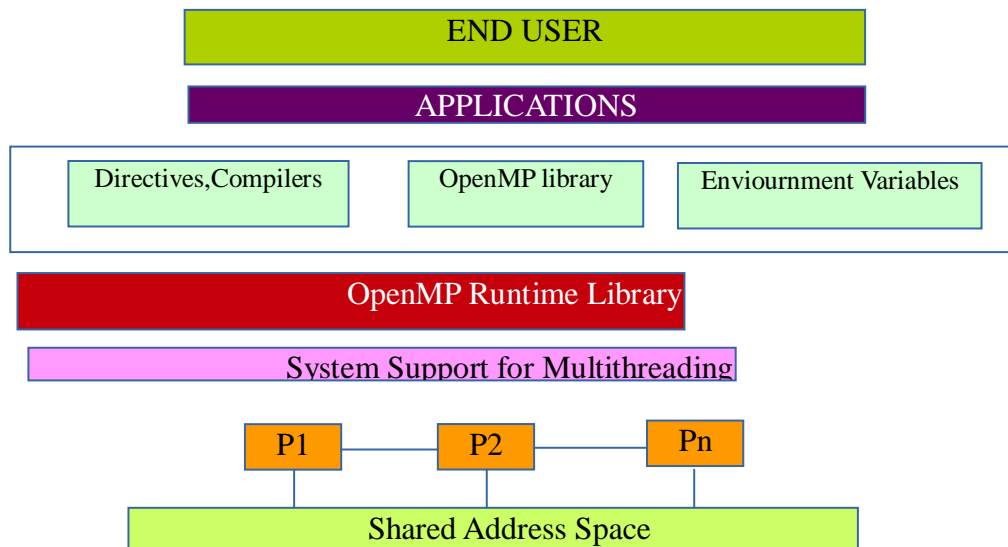 END USER
APPLICATIONS
Directives,Compilers
OpenMP library
Enviournment Variables
OpenMP Runtime Library
System Support for Multithreading
P1
P2
Pn
Shared Address Space